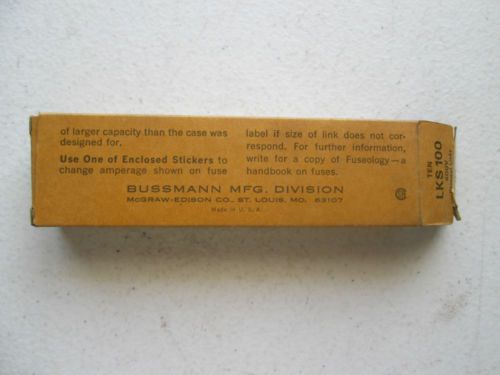 of larger capacity than the case was
designed for.
Use One of Enclosed Stickers to
change amperage shown on fuse
label if size of link does not cor-
respond. For further information,
write for a copy of Fuseology—a
handbook on fuses.
BUSSMANN MFG. DIVISION
McGRAW-EDISON CO., ST. LOUIS, MO. 63107
Made in U. S. A.
TEN
LKS 100